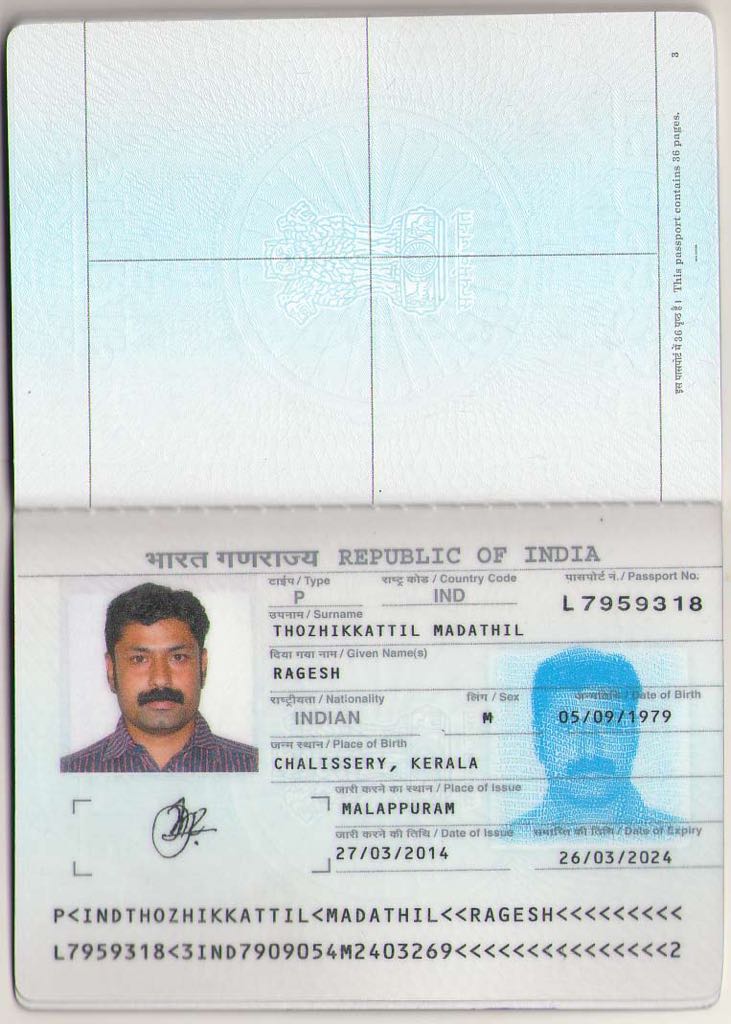 3
इस पासपोर्ट में 36 पृष्ठ है। This passport contains 36 pages.
भारत गणराज्य REPUBLIC OF INDIA
टाईप / Type राष्ट्र कोड / Country Code पासपोर्ट नं. / Passport No.
P IND L7959318
उपनाम / Surname
THOZHIKKATTIL MADATHIL
दिया गया नाम / Given Name(s)
RAGESH
राष्ट्रीयता / Nationality लिंग / Sex जन्मतिथि / Date of Birth
INDIAN M 05/09/1979
जन्म स्थान / Place of Birth
CHALISSERY, KERALA
जारी करने का स्थान / Place of Issue
MALAPPURAM
जारी करने की तिथि / Date of Issue समाप्ति की तिथि / Date of Expiry
27/03/2014 26/03/2024
P<INDTHOZHIKKATTIL<MADATHIL<<RAGESH<<<<<<<<<
L7959318<3IND7909054M2403269<<<<<<<<<<<<<<<2